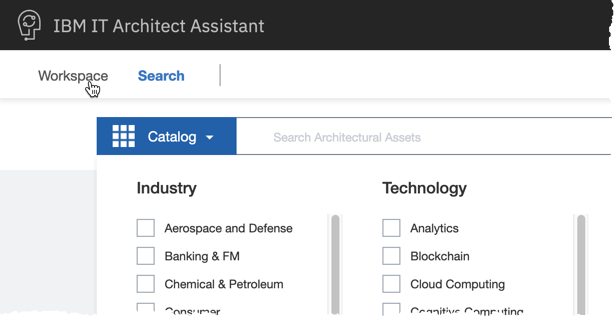 IBM IT Architect Assistant
Workspace Search
Catalog Search Architectural Assets
Industry Technology
Aerospace and Defense Analytics
Banking & FM Blockchain
Chemical & Petroleum Cloud Computing
Consumer Cognitive Computing